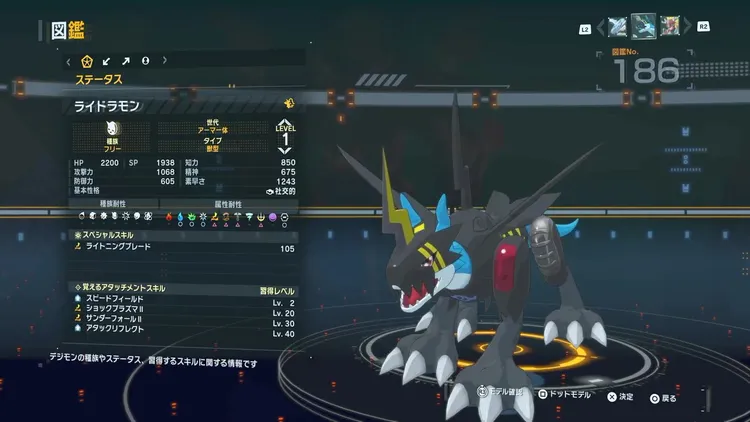 図鑑
L2
R2
図鑑No.
186
ステータス
ライドラモン
種族
フリー
世代
アーマー体
タイプ
獣型
LEVEL
1
HP 2200 SP 1938
攻撃力 1068
防御力 605
基本性格 社交的
知力 850
精神 675
素早さ 1243
種族耐性
属性耐性
スペシャルスキル
ライトニングブレード 105
覚えるアタッチメントスキル 習得レベル
スピードフィールド Lv. 2
ショックプラズマII Lv. 20
サンダーフォールII Lv. 30
アタックリフレクト Lv. 40
デジモンの種族やステータス、習得するスキルに関する情報です
モデル確認
ドットモデル
決定
戻る